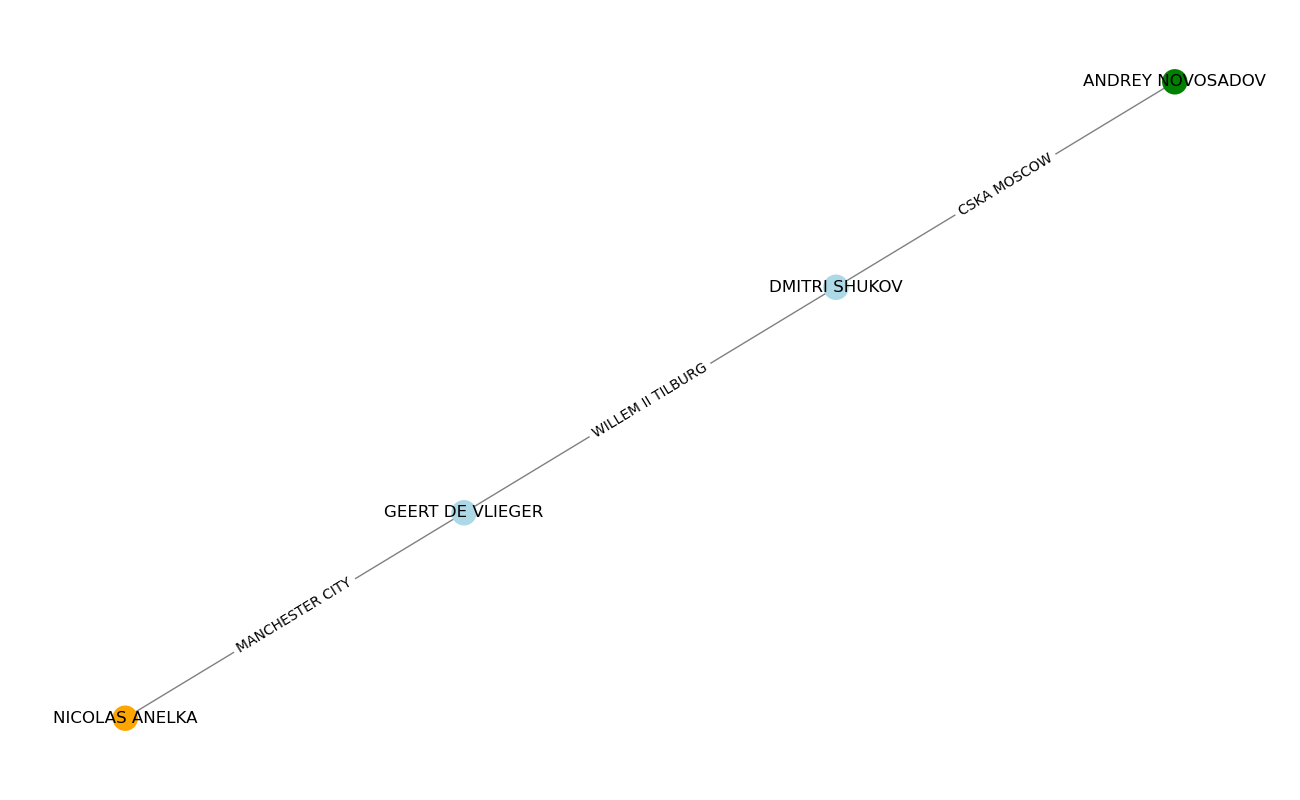 ANDREY NOVOSADOV
CSKA MOSCOW
DMITRI SHUKOV
WILLEM II TILBURG
GEERT DE VLIEGER
MANCHESTER CITY
NICOLAS ANELKA